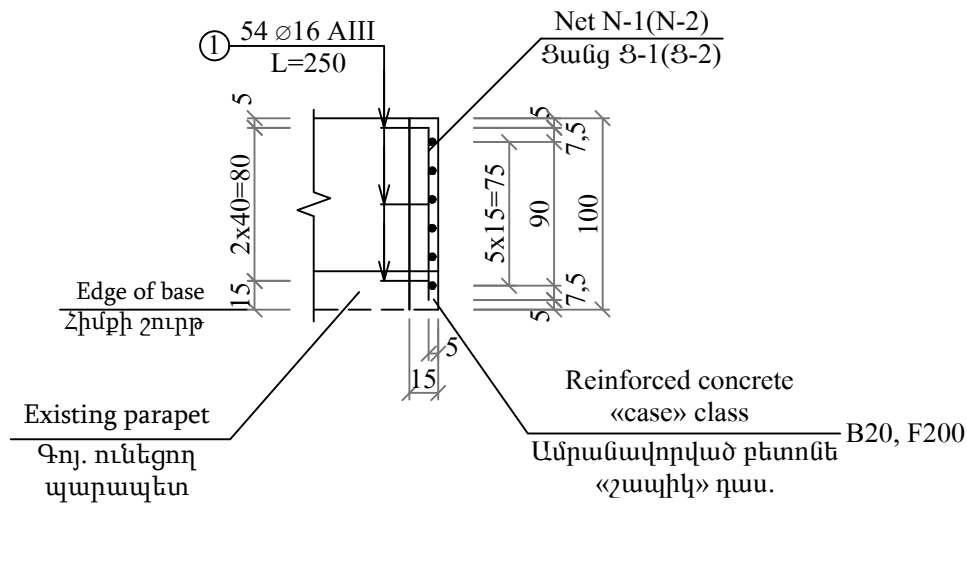 1
54 ⌀16 AIII
L=250
Net N-1(N-2)
Ցանց Ց-1(Ց-2)
5
2x40=80
15
5
7,5
5x15=75
90
100
7,5
5
Edge of base
Հիմքի շուրթ
5
15
Existing parapet
Գոյ. ունեցող
պարապետ
Reinforced concrete
«case» class
Ամրանավորված բետոնե
«շապիկ» դաս.
B20, F200